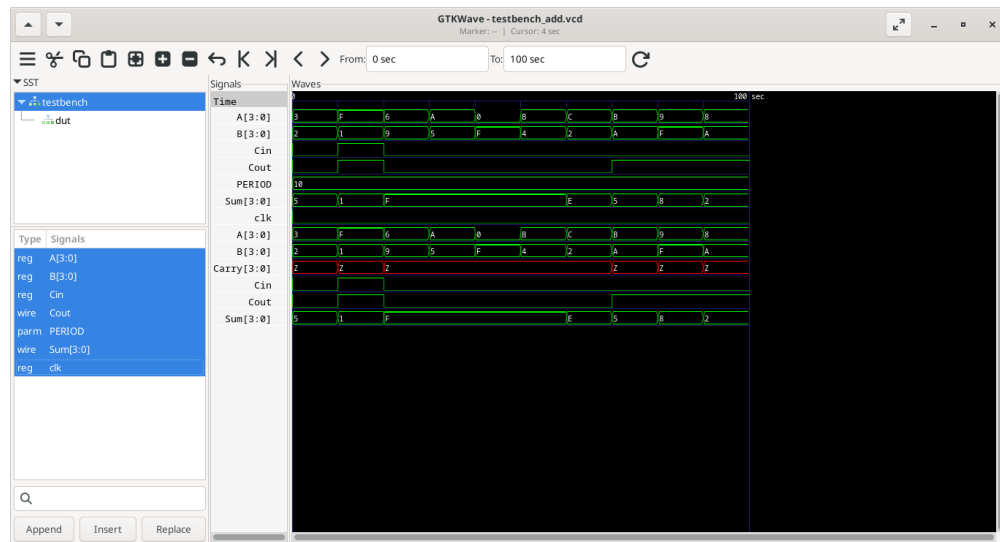 GTKWave - testbench_add.vcd
Marker: -- | Cursor: 4 sec
From: 0 sec To: 100 sec
SST
testbench
dut
Type Signals
reg A[3:0]
reg B[3:0]
reg Cin
wire Cout
parm PERIOD
wire Sum[3:0]
reg clk
Append Insert Replace
Signals
Time
A[3:0]
B[3:0]
Cin
Cout
PERIOD
Sum[3:0]
clk
A[3:0]
B[3:0]
Carry[3:0]
Cin
Cout
Sum[3:0]
Waves
0 100 sec
3 F 6 A 0 B C B 9 8
2 1 9 5 F 4 2 A F A
10
5 1 F E 5 8 2
3 F 6 A 0 B C B 9 8
2 1 9 5 F 4 2 A F A
Z Z Z Z Z Z
5 1 F E 5 8 2